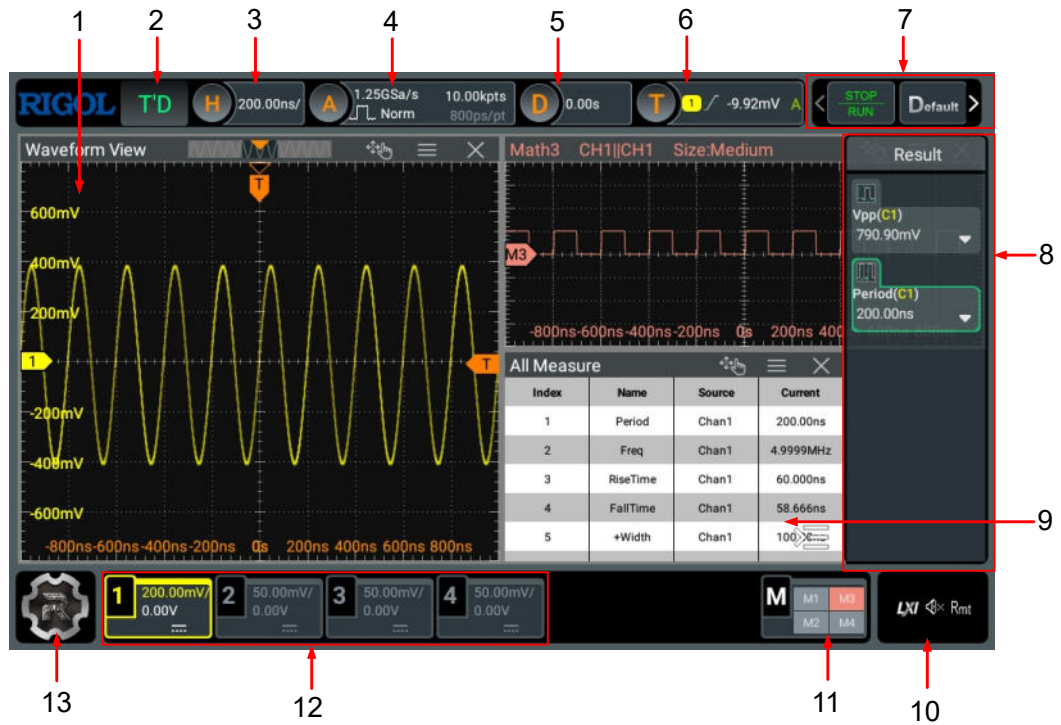 1 2 3 4 5 6 7
RIGOL T'D H 200.00ns/ A 1.25GSa/s 10.00kpts D 0.00s T 1 -9.92mV A < STOP Default >
Norm 800ps/pt RUN
Waveform View
T
600mV
400mV
200mV
1 T
-200mV
-400mV
-600mV
-800ns -600ns -400ns -200ns 0s 200ns 400ns 600ns 800ns
Math3 CH1||CH1 Size:Medium
M3
-800ns -600ns -400ns -200ns 0s 200ns 400
All Measure
Index Name Source Current
1 Period Chan1 200.00ns
2 Freq Chan1 4.9999MHz
3 RiseTime Chan1 60.000ns
4 FallTime Chan1 58.666ns
5 +Width Chan1
Result
Vpp(C1)
790.90mV
Period(C1)
200.00ns
8
9
1 200.00mV/ 2 50.00mV/ 3 50.00mV/ 4 50.00mV/
0.00V 0.00V 0.00V 0.00V
M M1 M3
M2 M4
LXI Rmt
13 12 11 10